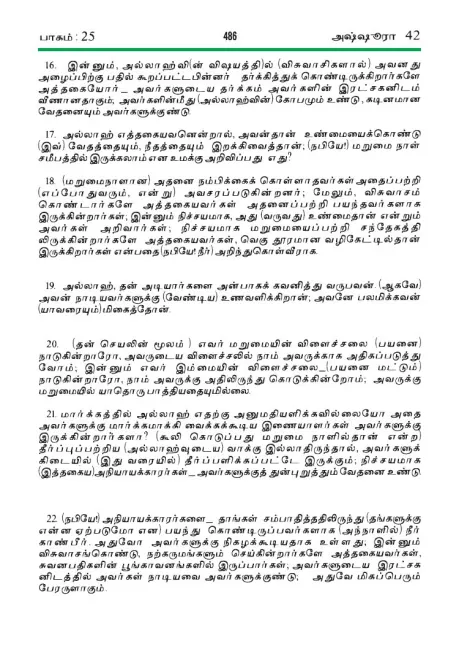 பாகம் : 25 486 அஷ்ஷூரா 42
16. இன்னும், அல்லாஹ்வி(ன் விஷயத்தி)ல் (விசுவாசிகளால்) அவனது
அழைப்பிற்கு பதில் கூறப்பட்டபின்னர் தர்க்கித்துக் கொண்டிருக்கிறார்களே
அத்தகையோர்_ அவர்களுடைய தர்க்கம் அவர்களின் இரட்சகனிடம்
வீணானதாகும்; அவர்களின்மீது (அல்லாஹ்வின்) கோபமும் உண்டு, கடினமான
வேதனையும் அவர்களுக்குண்டு.
17. அல்லாஹ் எத்தகையவனென்றால், அவன்தான் உண்மையைக்கொண்டு
(இவ்) வேதத்தையும், நீதத்தையும் இறக்கிவைத்தான்; (நபியே!) மறுமை நாள்
சமீபத்தில் இருக்கலாம் என உமக்கு அறிவிப்பது எது?
18. (மறுமைநாளான) அதனை நம்பிக்கைக் கொள்ளாதவர்கள் அதைப்பற்றி
(எப்போதுவரும், என்று) அவசரப்படுகின்றனர்; மேலும், விசுவாசம்
கொண்டார்களே அத்தகையவர்கள் அதனைப்பற்றி பயந்தவர்களாக
இருக்கின்றார்கள்; இன்னும் நிச்சயமாக, அது (வருவது) உண்மைதான் என்றும்
அவர்கள் அறிவார்கள்; நிச்சயமாக மறுமையைப்பற்றி சந்தேகத்தி
லிருக்கின்றார்களே அத்தகையவர்கள், வெகு தூரமான வழிகேட்டில்தான்
இருக்கிறார்கள் என்பதை(நபியே! நீர்) அறிந்துகொள்வீராக.
19. அல்லாஹ், தன் அடியார்களை அன்பாகக் கவனித்து வருபவன். (ஆகவே)
அவன் நாடியவர்களுக்கு (வேண்டிய) உணவளிக்கிறான்; அவனே பலமிக்கவன்
(யாவரையும்)மிகைத்தோன்.
20. (தன் செயலின் மூலம் ) எவர் மறுமையின் விளைச்சலை (பயனை)
நாடுகின்றாரோ, அவருடைய விளைச்சலில் நாம் அவருக்காக அதிகப்படுத்து
வோம்; இன்னும் எவர் இம்மையின் விளைச்சலை_(பயனை மட்டும்)
நாடுகின்றாரோ, நாம் அவருக்கு அதிலிருந்து கொடுக்கின்றோம்; அவருக்கு
மறுமையில் யாதொரு பாத்தியதையுமில்லை.
21. மார்க்கத்தில் அல்லாஹ் எதற்கு அனுமதியளிக்கவில்லையோ அதை
அவர்களுக்கு மார்க்கமாக்கி வைக்கக்கூடிய இணையாளர்கள் அவர்களுக்கு
இருக்கின்றார்களா? (கூலி கொடுப்பது மறுமை நாளில்தான் என்ற)
தீர்ப்புப்பற்றிய (அல்லாஹ்வுடைய) வாக்கு இல்லாதிருந்தால், அவர்களுக்
கிடையில் (இது வரையில்) தீர்ப்பளிக்கப்பட்டே இருக்கும்; நிச்சயமாக
(இத்தகைய)அநியாயக்காரர்கள்_அவர்களுக்குத் துன்புறுத்தும் வேதனை உண்டு.
22. (நபியே!) அநியாயக்காரர்களை_ தாங்கள் சம்பாதித்ததிலிருந்து (தங்களுக்கு
என்ன ஏற்படுமோ என) பயந்து கொண்டிருப்பவர்களாக (அந்நாளில்) நீர்
காண்பீர். அதுவோ அவர்களுக்கு நிகழக்கூடியதாக உள்ளது; இன்னும்
விசுவாசங்கொண்டு, நற்கருமங்களும் செய்கின்றார்களே அத்தகையவர்கள்,
சுவனபதிகளின் பூங்காவனங்களில் இருப்பார்கள்; அவர்களுடைய இரட்சக
னிடத்தில் அவர்கள் நாடியவை அவர்களுக்குண்டு; அதுவே மிகப்பெரும்
பேரருளாகும்.